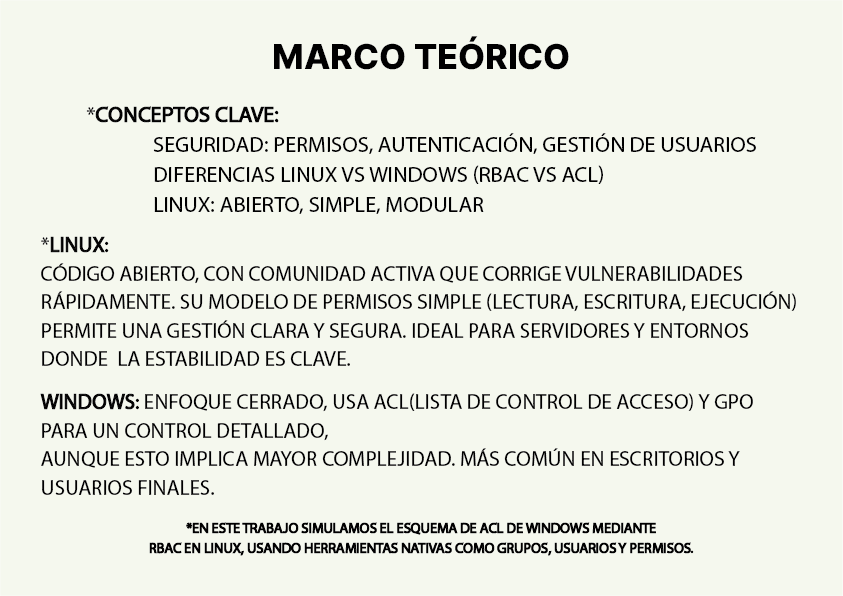 MARCO TEÓRICO
*CONCEPTOS CLAVE:
SEGURIDAD: PERMISOS, AUTENTICACIÓN, GESTIÓN DE USUARIOS
DIFERENCIAS LINUX VS WINDOWS (RBAC VS ACL)
LINUX: ABIERTO, SIMPLE, MODULAR
*LINUX:
CÓDIGO ABIERTO, CON COMUNIDAD ACTIVA QUE CORRIGE VULNERABILIDADES
RÁPIDAMENTE. SU MODELO DE PERMISOS SIMPLE (LECTURA, ESCRITURA, EJECUCIÓN)
PERMITE UNA GESTIÓN CLARA Y SEGURA. IDEAL PARA SERVIDORES Y ENTORNOS
DONDE  LA ESTABILIDAD ES CLAVE.
WINDOWS: ENFOQUE CERRADO, USA ACL(LISTA DE CONTROL DE ACCESO) Y GPO
PARA UN CONTROL DETALLADO,
AUNQUE ESTO IMPLICA MAYOR COMPLEJIDAD. MÁS COMÚN EN ESCRITORIOS Y
USUARIOS FINALES.
*EN ESTE TRABAJO SIMULAMOS EL ESQUEMA DE ACL DE WINDOWS MEDIANTE
RBAC EN LINUX, USANDO HERRAMIENTAS NATIVAS COMO GRUPOS, USUARIOS Y PERMISOS.